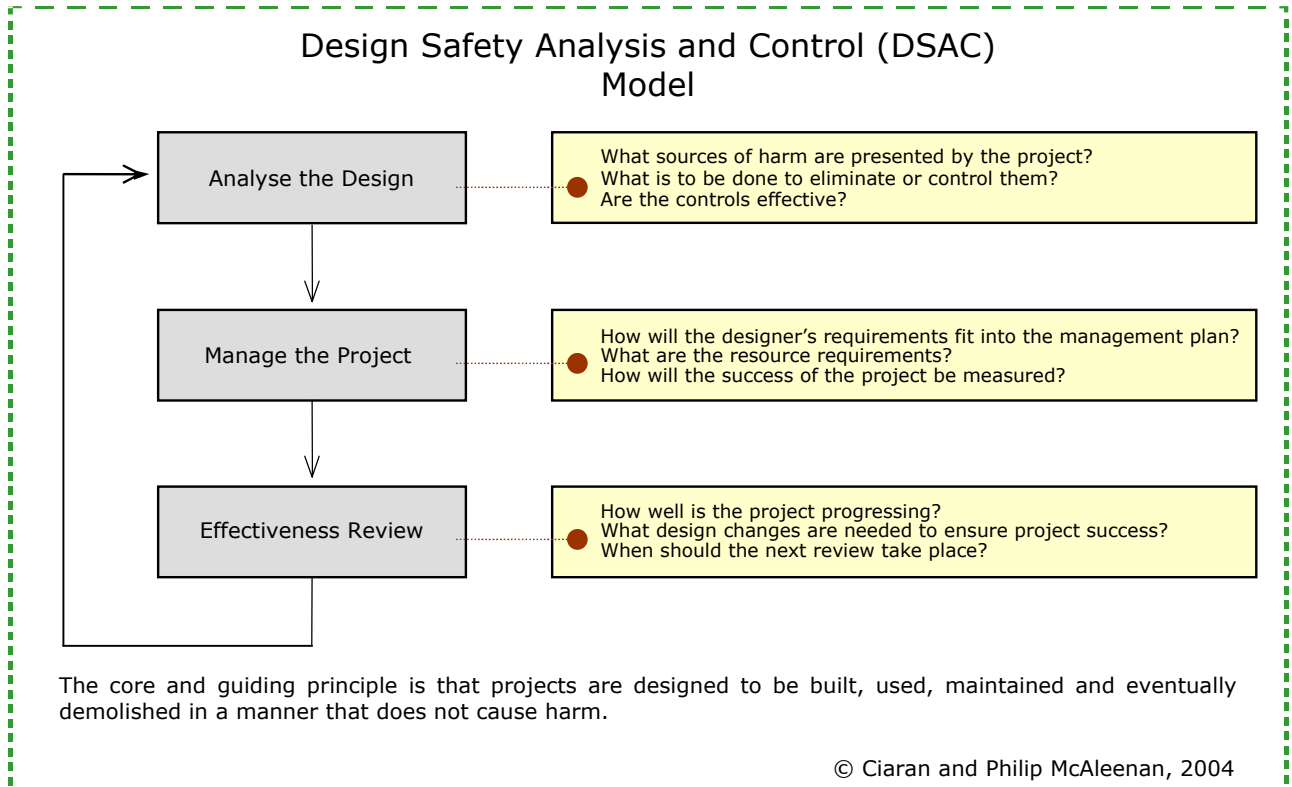 Design Safety Analysis and Control (DSAC)
Model
Analyse the Design
What sources of harm are presented by the project?
What is to be done to eliminate or control them?
Are the controls effective?
Manage the Project
How will the designer’s requirements fit into the management plan?
What are the resource requirements?
How will the success of the project be measured?
Effectiveness Review
How well is the project progressing?
What design changes are needed to ensure project success?
When should the next review take place?
The core and guiding principle is that projects are designed to be built, used, maintained and eventually
demolished in a manner that does not cause harm.
© Ciaran and Philip McAleenan, 2004